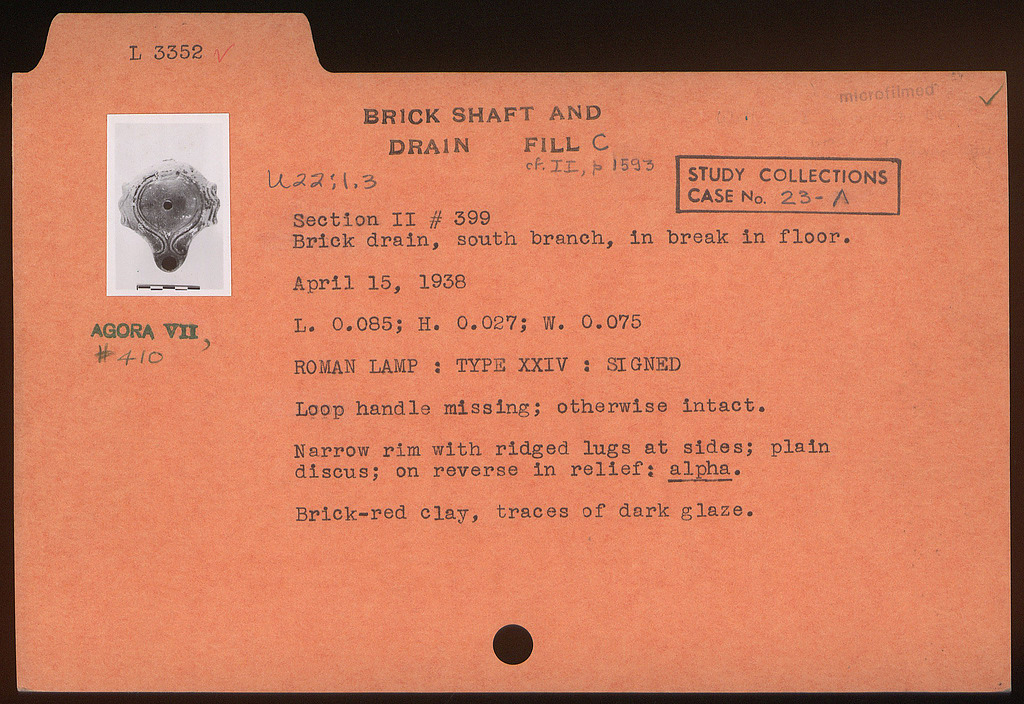 L 3352 ✓
microfilmed ✓
BRICK SHAFT AND
DRAIN FILL C
cf. II, p 1593
U22:1.3
STUDY COLLECTIONS
CASE No. 23-A
Section II # 399
Brick drain, south branch, in break in floor.
April 15, 1938
L. 0.085; H. 0.027; W. 0.075
AGORA VII,
#410
ROMAN LAMP : TYPE XXIV : SIGNED
Loop handle missing; otherwise intact.
Narrow rim with ridged lugs at sides; plain
discus; on reverse in relief: alpha.
Brick-red clay, traces of dark glaze.